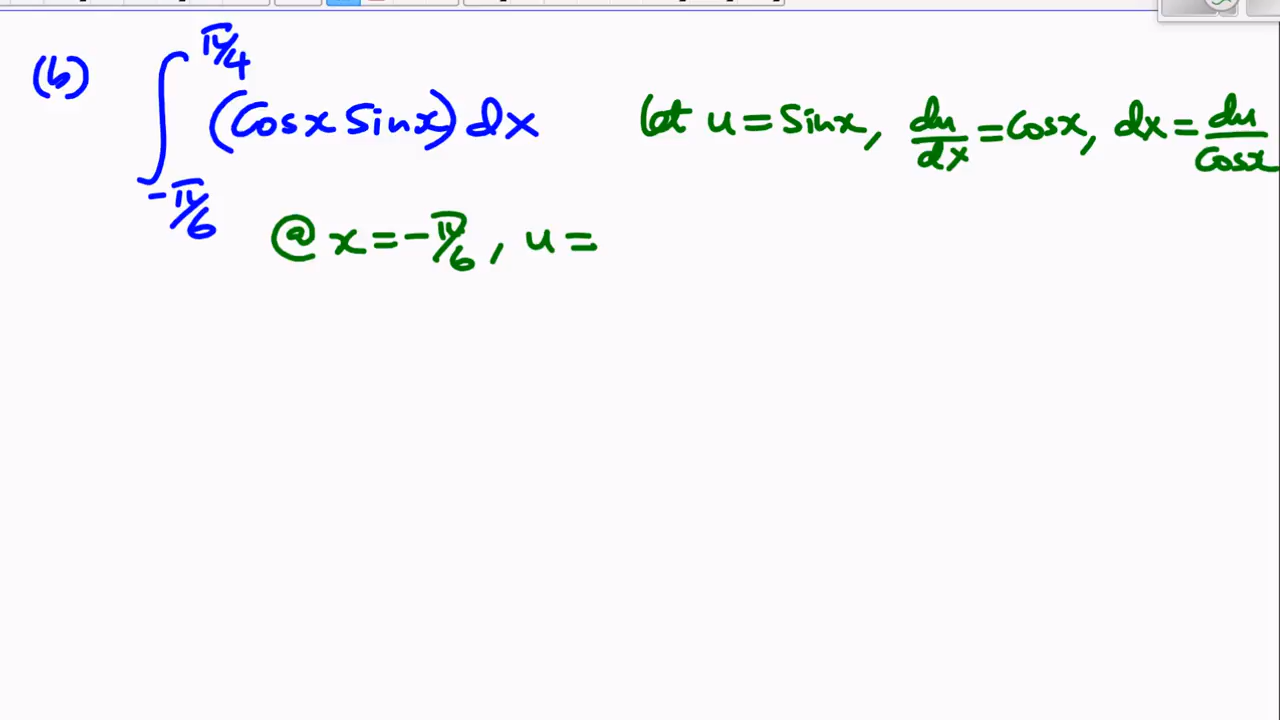 (b) ∫_{-π/6}^{π/4} (Cosx Sinx) dx let u = Sinx, du/dx = Cosx, dx = du/Cosx
@ x = -π/6, u =